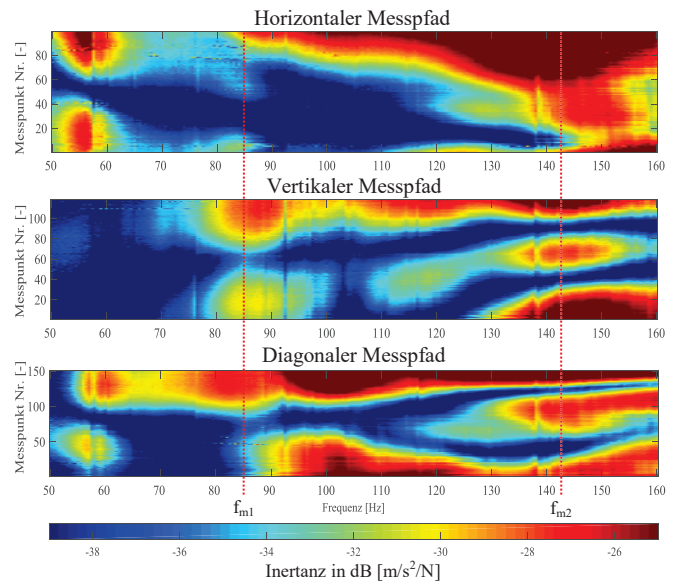 Horizontaler Messpfad
Messpunkt Nr. [-]
80
60
40
20
50 60 70 80 90 100 110 120 130 140 150 160
Vertikaler Messpfad
Messpunkt Nr. [-]
100
80
60
40
20
50 60 70 80 90 100 110 120 130 140 150 160
Diagonaler Messpfad
Messpunkt Nr. [-]
150
100
50
50 60 70 80 90 100 110 120 130 140 150 160
fm1 Frequenz [Hz] fm2
-38 -36 -34 -32 -30 -28 -26
Inertanz in dB [m/s²/N]